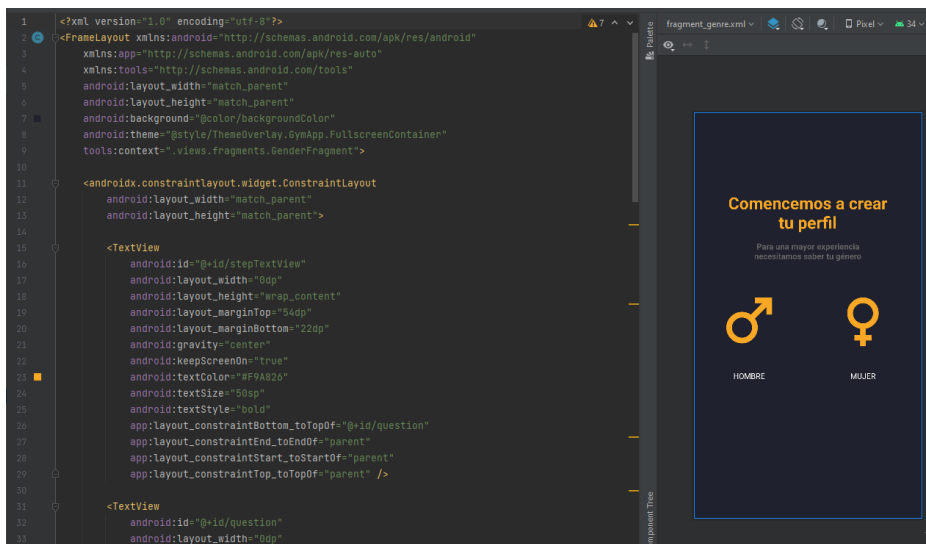 1 <?xml version="1.0" encoding="utf-8"?>
2 <FrameLayout xmlns:android="http://schemas.android.com/apk/res/android"
3 xmlns:app="http://schemas.android.com/apk/res-auto"
4 xmlns:tools="http://schemas.android.com/tools"
5 android:layout_width="match_parent"
6 android:layout_height="match_parent"
7 android:background="@color/backgroundColor"
8 android:theme="@style/ThemeOverlay.GymApp.FullscreenContainer"
9 tools:context=".views.fragments.GenderFragment">
10
11 <androidx.constraintlayout.widget.ConstraintLayout
12 android:layout_width="match_parent"
13 android:layout_height="match_parent">
14
15 <TextView
16 android:id="@+id/stepTextView"
17 android:layout_width="0dp"
18 android:layout_height="wrap_content"
19 android:layout_marginTop="54dp"
20 android:layout_marginBottom="22dp"
21 android:gravity="center"
22 android:keepScreenOn="true"
23 android:textColor="#F9A826"
24 android:textSize="50sp"
25 android:textStyle="bold"
26 app:layout_constraintBottom_toTopOf="@+id/question"
27 app:layout_constraintEnd_toEndOf="parent"
28 app:layout_constraintStart_toStartOf="parent"
29 app:layout_constraintTop_toTopOf="parent" />
30
31 <TextView
32 android:id="@+id/question"
33 android:layout_width="0dp"
7
Palette
mponent Tree
fragment_genre.xml
Pixel
34
Comencemos a crear
tu perfil
Para una mayor experiencia
necesitamos saber tu género
HOMBRE
MUJER